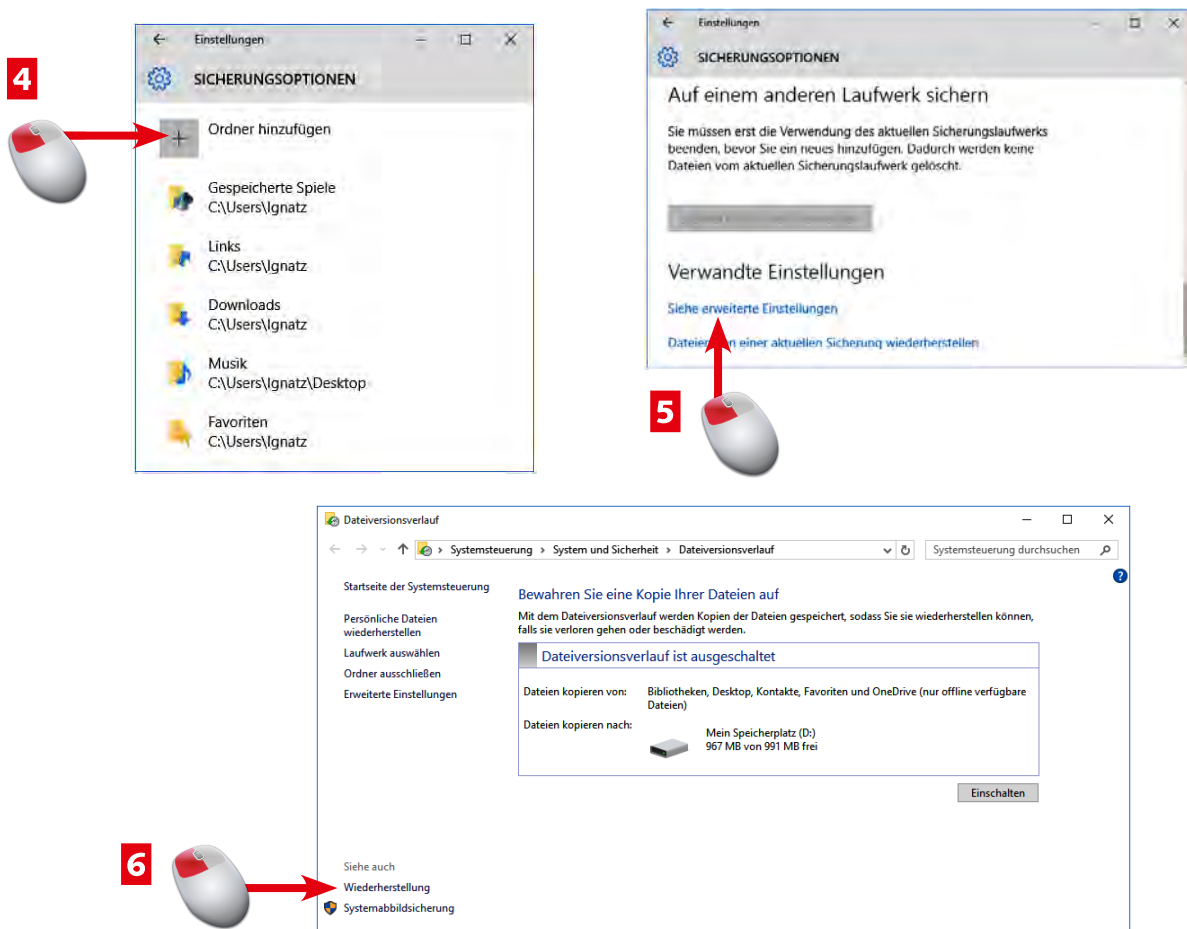 4
Einstellungen
SICHERUNGSOPTIONEN
Ordner hinzufügen
Gespeicherte Spiele
C:\Users\Ignatz
Links
C:\Users\Ignatz
Downloads
C:\Users\Ignatz
Musik
C:\Users\Ignatz\Desktop
Favoriten
C:\Users\Ignatz
Einstellungen
SICHERUNGSOPTIONEN
Auf einem anderen Laufwerk sichern
Sie müssen erst die Verwendung des aktuellen Sicherungslaufwerks
beenden, bevor Sie ein neues hinzufügen. Dadurch werden keine
Dateien vom aktuellen Sicherungslaufwerk gelöscht.
Verwandte Einstellungen
Siehe erweiterte Einstellungen
einer aktuellen Sicherung wiederherstellen
5
Dateiversionsverlauf
Systemsteuerung > System und Sicherheit > Dateiversionsverlauf
Systemsteuerung durchsuchen
Startseite der Systemsteuerung
Persönliche Dateien
wiederherstellen
Laufwerk auswählen
Ordner ausschließen
Erweiterte Einstellungen
Bewahren Sie eine Kopie Ihrer Dateien auf
Mit dem Dateiversionsverlauf werden Kopien der Dateien gespeichert, sodass Sie sie wiederherstellen können,
falls sie verloren gehen oder beschädigt werden.
Dateiversionsverlauf ist ausgeschaltet
Dateien kopieren von:
Bibliotheken, Desktop, Kontakte, Favoriten und OneDrive (nur offline verfügbare
Dateien)
Dateien kopieren nach:
Mein Speicherplatz (D:)
967 MB von 991 MB frei
Einschalten
6
Siehe auch
Wiederherstellung
Systemabbildsicherung